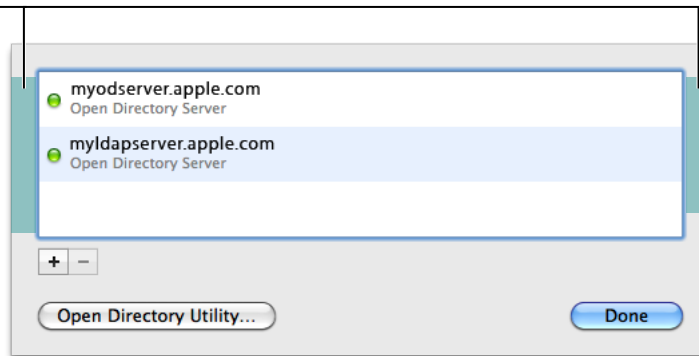 myodserver.apple.com
Open Directory Server
myldapserver.apple.com
Open Directory Server
+ −
Open Directory Utility... Done